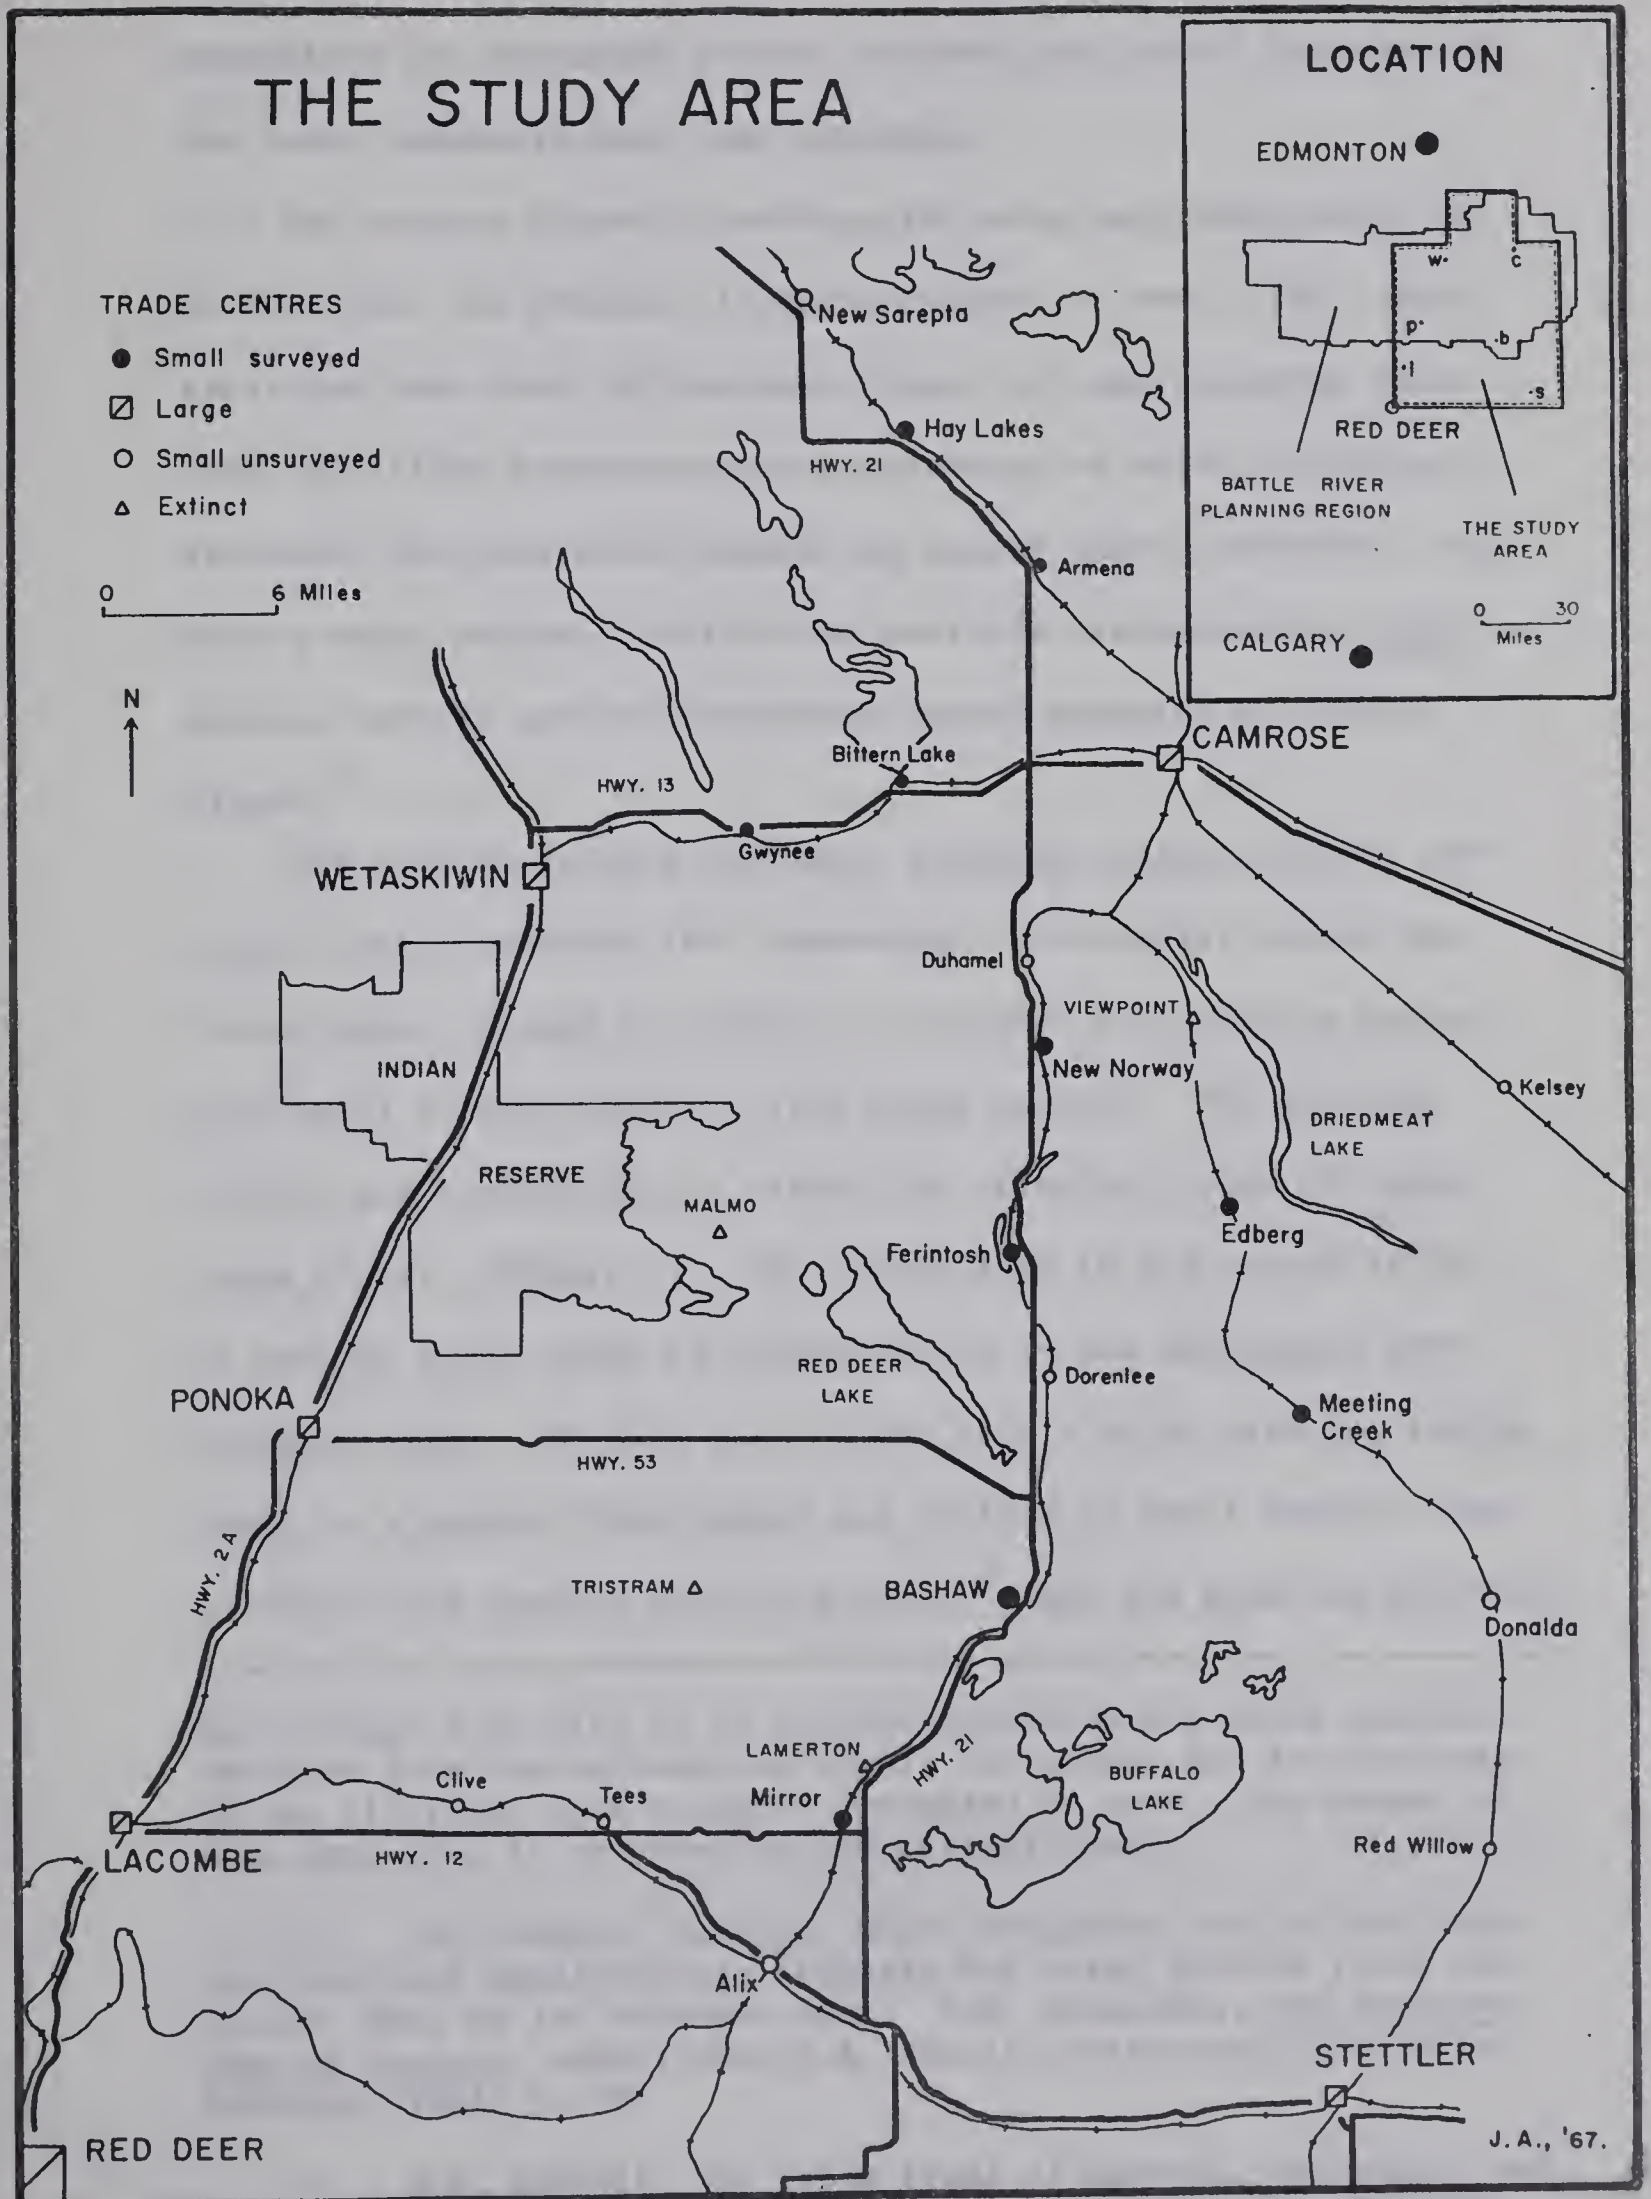 THE STUDY AREA
LOCATION
EDMONTON
W
C
P
b
l
s
RED DEER
BATTLE RIVER
PLANNING REGION
THE STUDY
AREA
0 30
Miles
CALGARY
TRADE CENTRES
Small surveyed
Large
Small unsurveyed
Extinct
0 6 Miles
N
New Sarepta
Hay Lakes
HWY. 21
Armena
CAMROSE
Bittern Lake
HWY. 13
Gwynee
WETASKIWIN
Duhamel
VIEWPOINT
New Norway
INDIAN
RESERVE
Kelsey
DRIEDMEAT
LAKE
MALMO
Edberg
Ferintosh
RED DEER
LAKE
Dorenlee
PONOKA
Meeting
Creek
HWY. 53
HWY. 2A
TRISTRAM
BASHAW
Donalda
LAMERTON
HWY. 21
BUFFALO
LAKE
Clive
Tees
Mirror
LACOMBE
HWY. 12
Red Willow
Alix
STETTLER
RED DEER
J. A., '67.